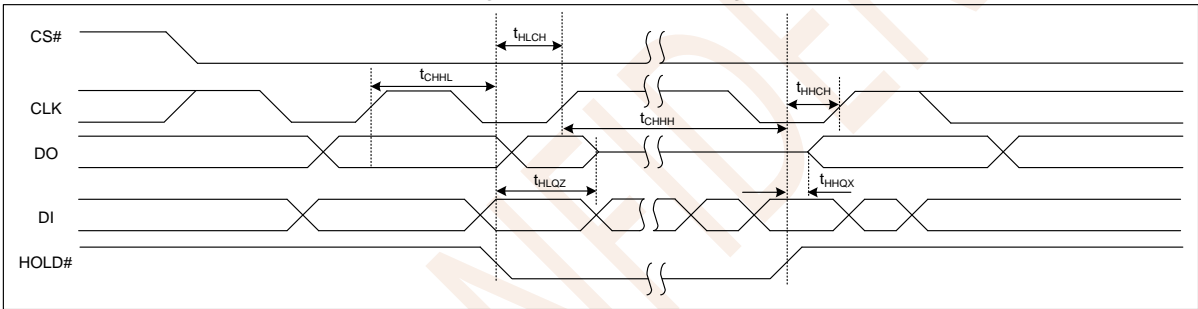 CS#
tHLCH
tCHHL
CLK
tHHCH
tCHHH
DO
tHLQZ
tHHQX
DI
HOLD#